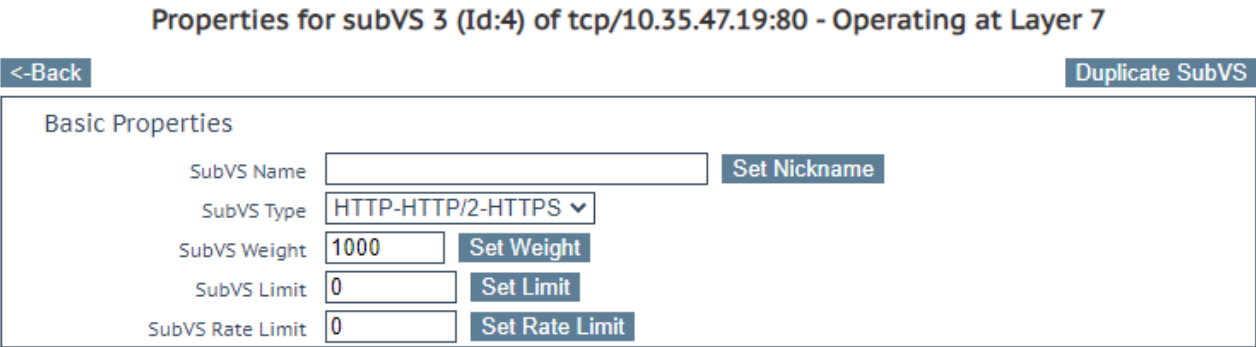 Properties for subVS 3 (Id:4) of tcp/10.35.47.19:80 - Operating at Layer 7
<-Back Duplicate SubVS
Basic Properties
SubVS Name Set Nickname
SubVS Type HTTP-HTTP/2-HTTPS
SubVS Weight 1000 Set Weight
SubVS Limit 0 Set Limit
SubVS Rate Limit 0 Set Rate Limit